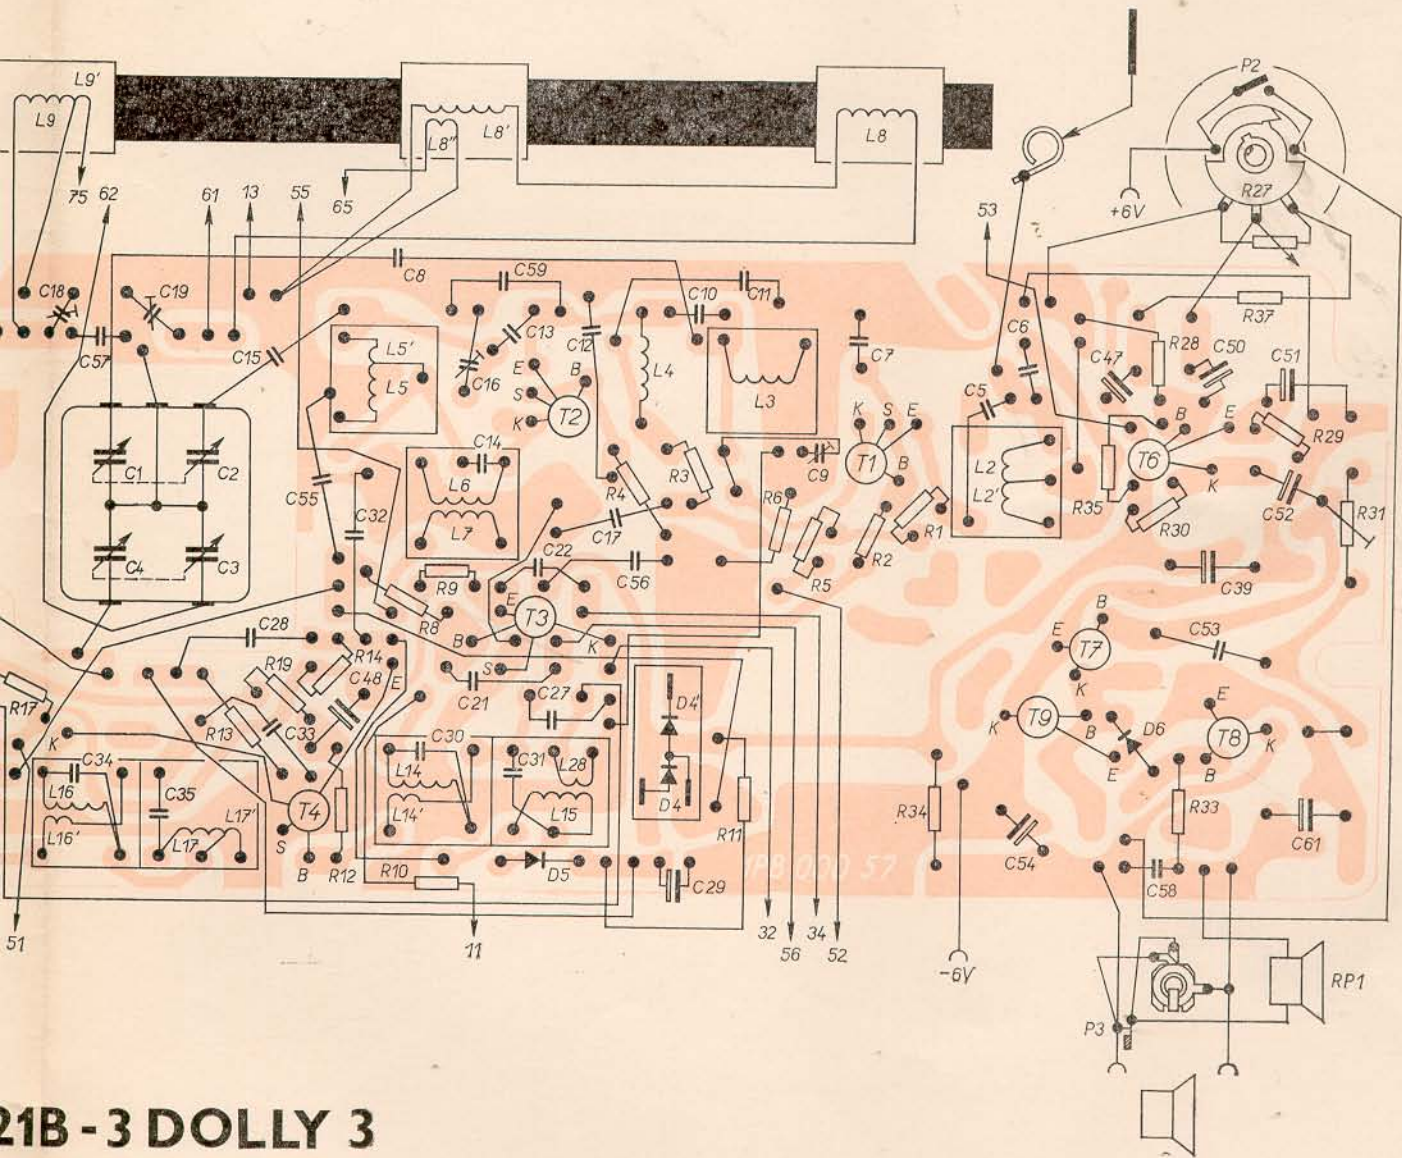 L9'
L9
L8'
L8"
L8
P2
75 62
61 13 55
65
53
+6V
R27
C8
C59
C18
C19
C10
C11
R37
C57
C15
C13
C12
C6
C7
C47
R28
C50
C51
L5'
L5
C16
E
S
K
B
T2
L4
L3
C5
K S E
T1
B
B
E
T6
K
R29
C1
C2
C14
L6
L7
R4
R3
C9
L2
L2'
R35
C55
C32
C17
R6
R1
R30
C52
R31
C4
C3
C22
C56
R5
R2
C39
R9
R8
E
T3
B
K
S
C28
R14
R19
C48
E
C21
C27
D4'
B
E
T7
K
C53
R17
K
R13
C33
K
T9
B
E
D6
E
T8
K
B
C34
L16
L16'
C35
L17'
L17
T4
S
B
R12
C30
L14
L14'
C31
L28
L15
D4
R11
R34
C54
R33
C61
R10
D5
C29
1PB 000 57
C58
51
11
32
56
34
52
-6V
RP1
P3
21B - 3 DOLLY 3